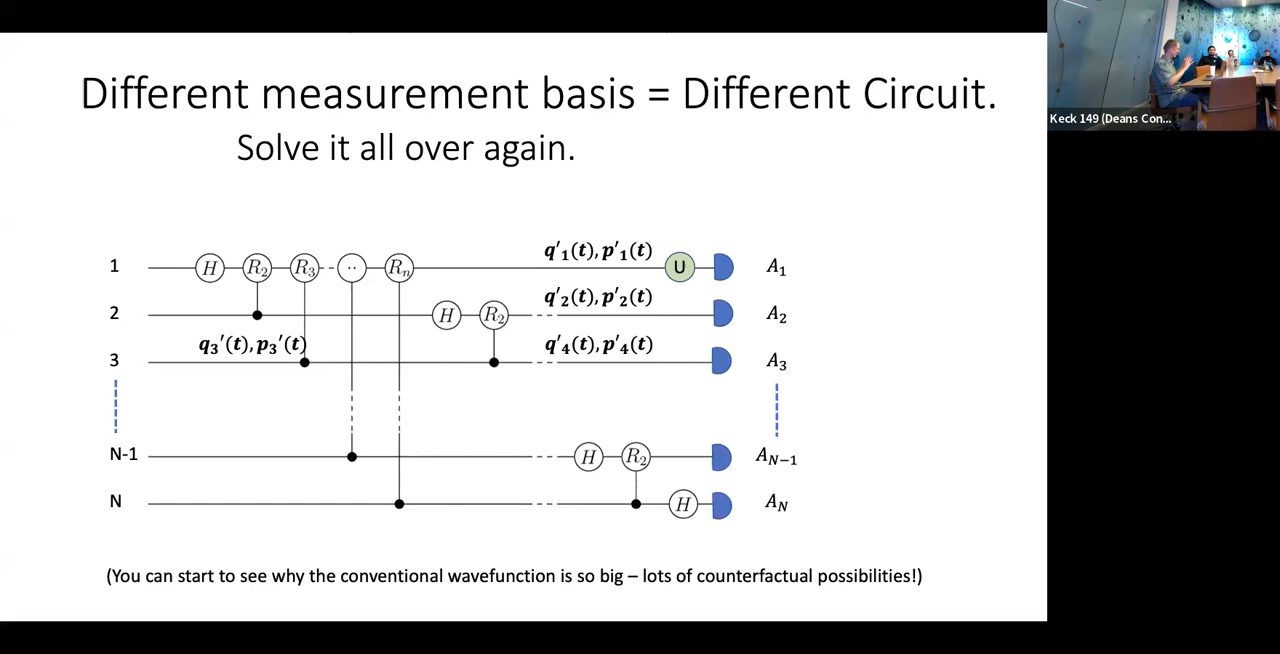 Different measurement basis = Different Circuit.
Solve it all over again.
Keck 149 (Deans Con...
1 H R₂ R₃ ·· Rₙ q′₁(t), p′₁(t) U A₁
2 H R₂ q′₂(t), p′₂(t) A₂
q₃′(t), p₃′(t) q′₄(t), p′₄(t)
3 A₃
N-1 H R₂ A_{N−1}
N H A_N
(You can start to see why the conventional wavefunction is so big – lots of counterfactual possibilities!)